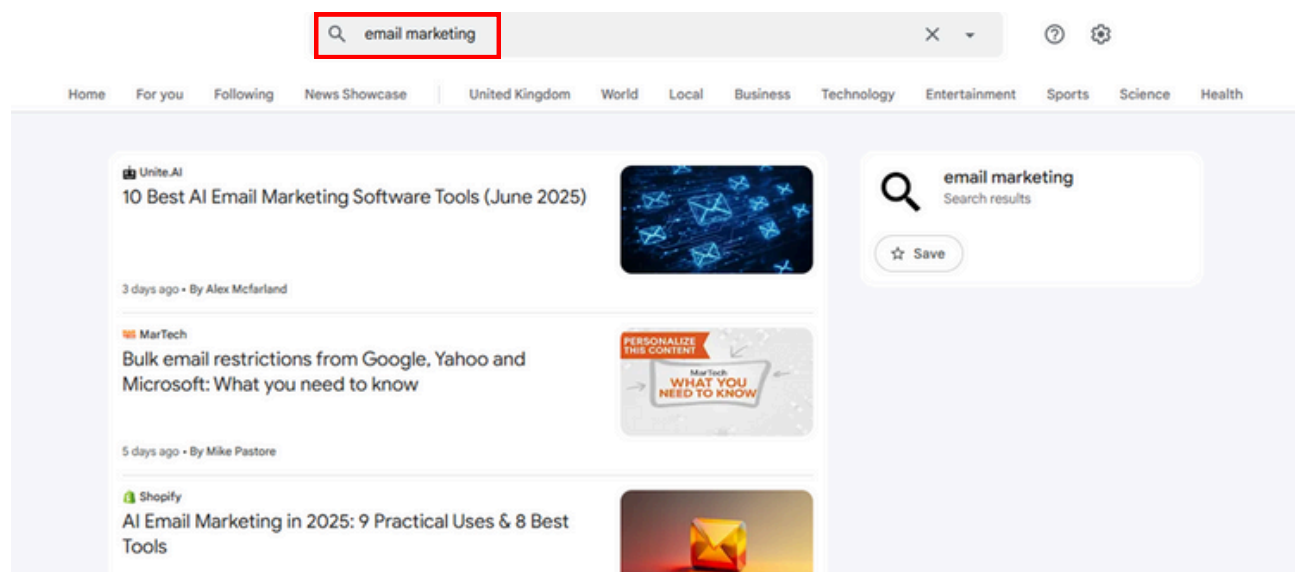 email marketing
Home For you Following News Showcase United Kingdom World Local Business Technology Entertainment Sports Science Health
Unite.AI
10 Best AI Email Marketing Software Tools (June 2025)
3 days ago • By Alex Mcfarland
email marketing
Search results
Save
MarTech
Bulk email restrictions from Google, Yahoo and
Microsoft: What you need to know
5 days ago • By Mike Pastore
PERSONALIZE
THIS CONTENT
MarTech
WHAT YOU
NEED TO KNOW
Shopify
AI Email Marketing in 2025: 9 Practical Uses & 8 Best
Tools